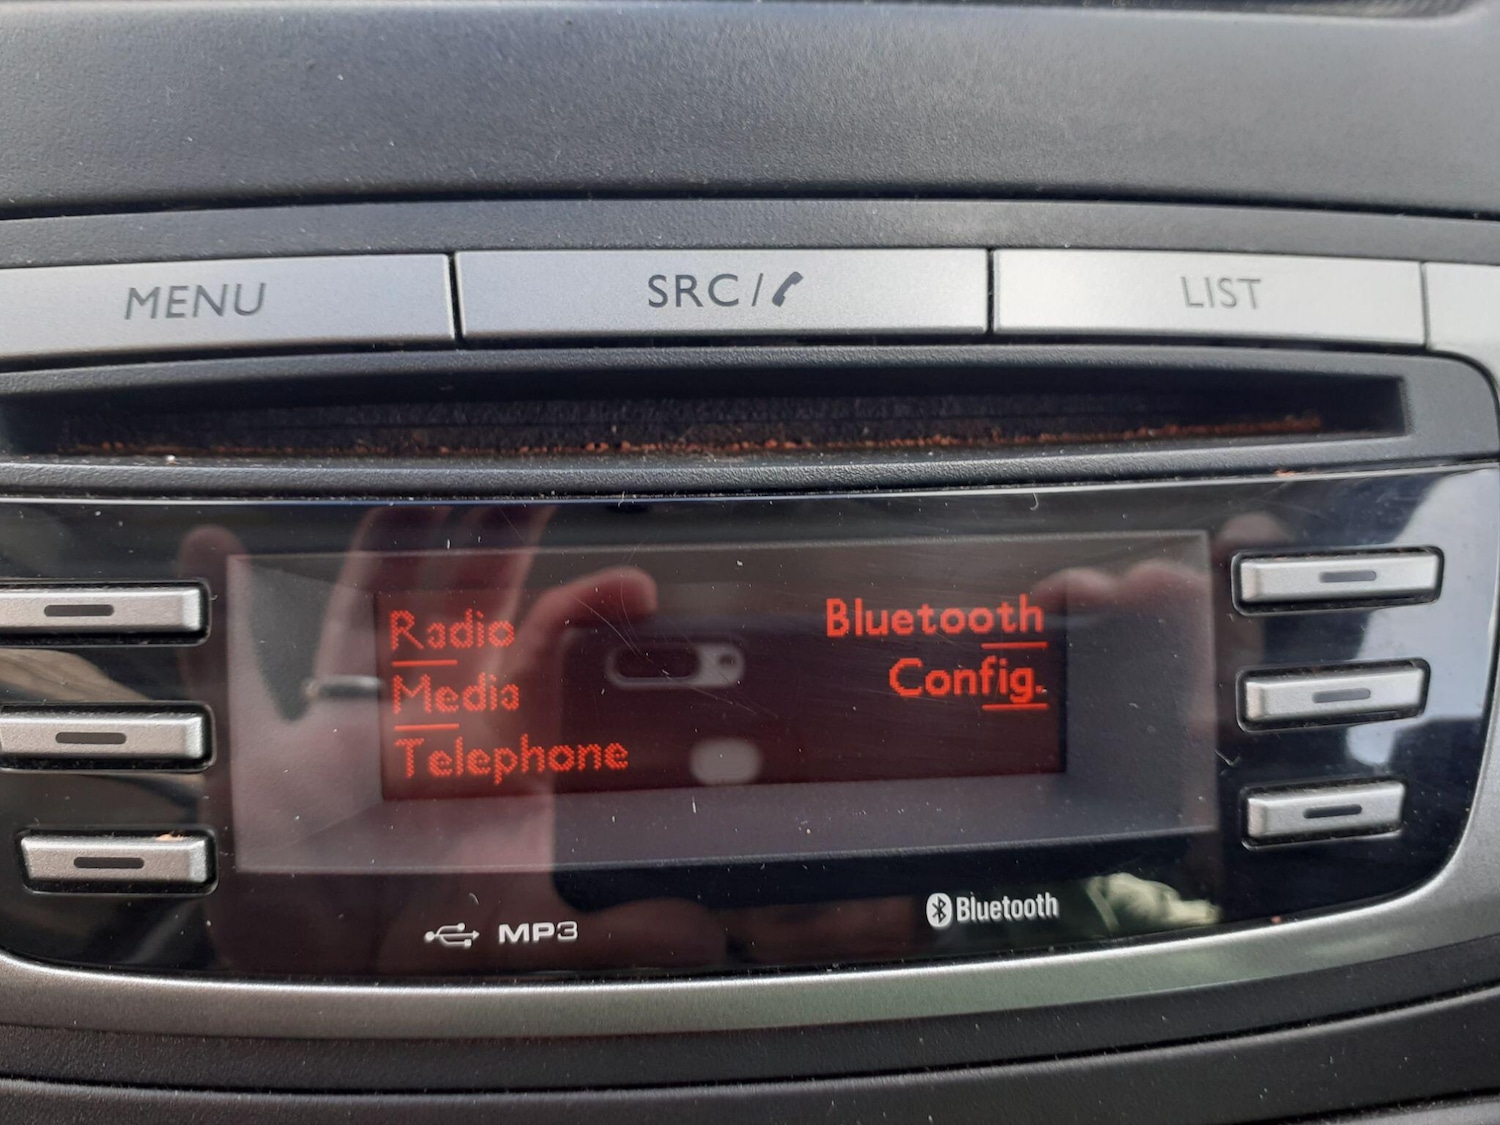 MENU
SRC/
LIST
Radio
Bluetooth
Media
Config.
Telephone
MP3
Bluetooth